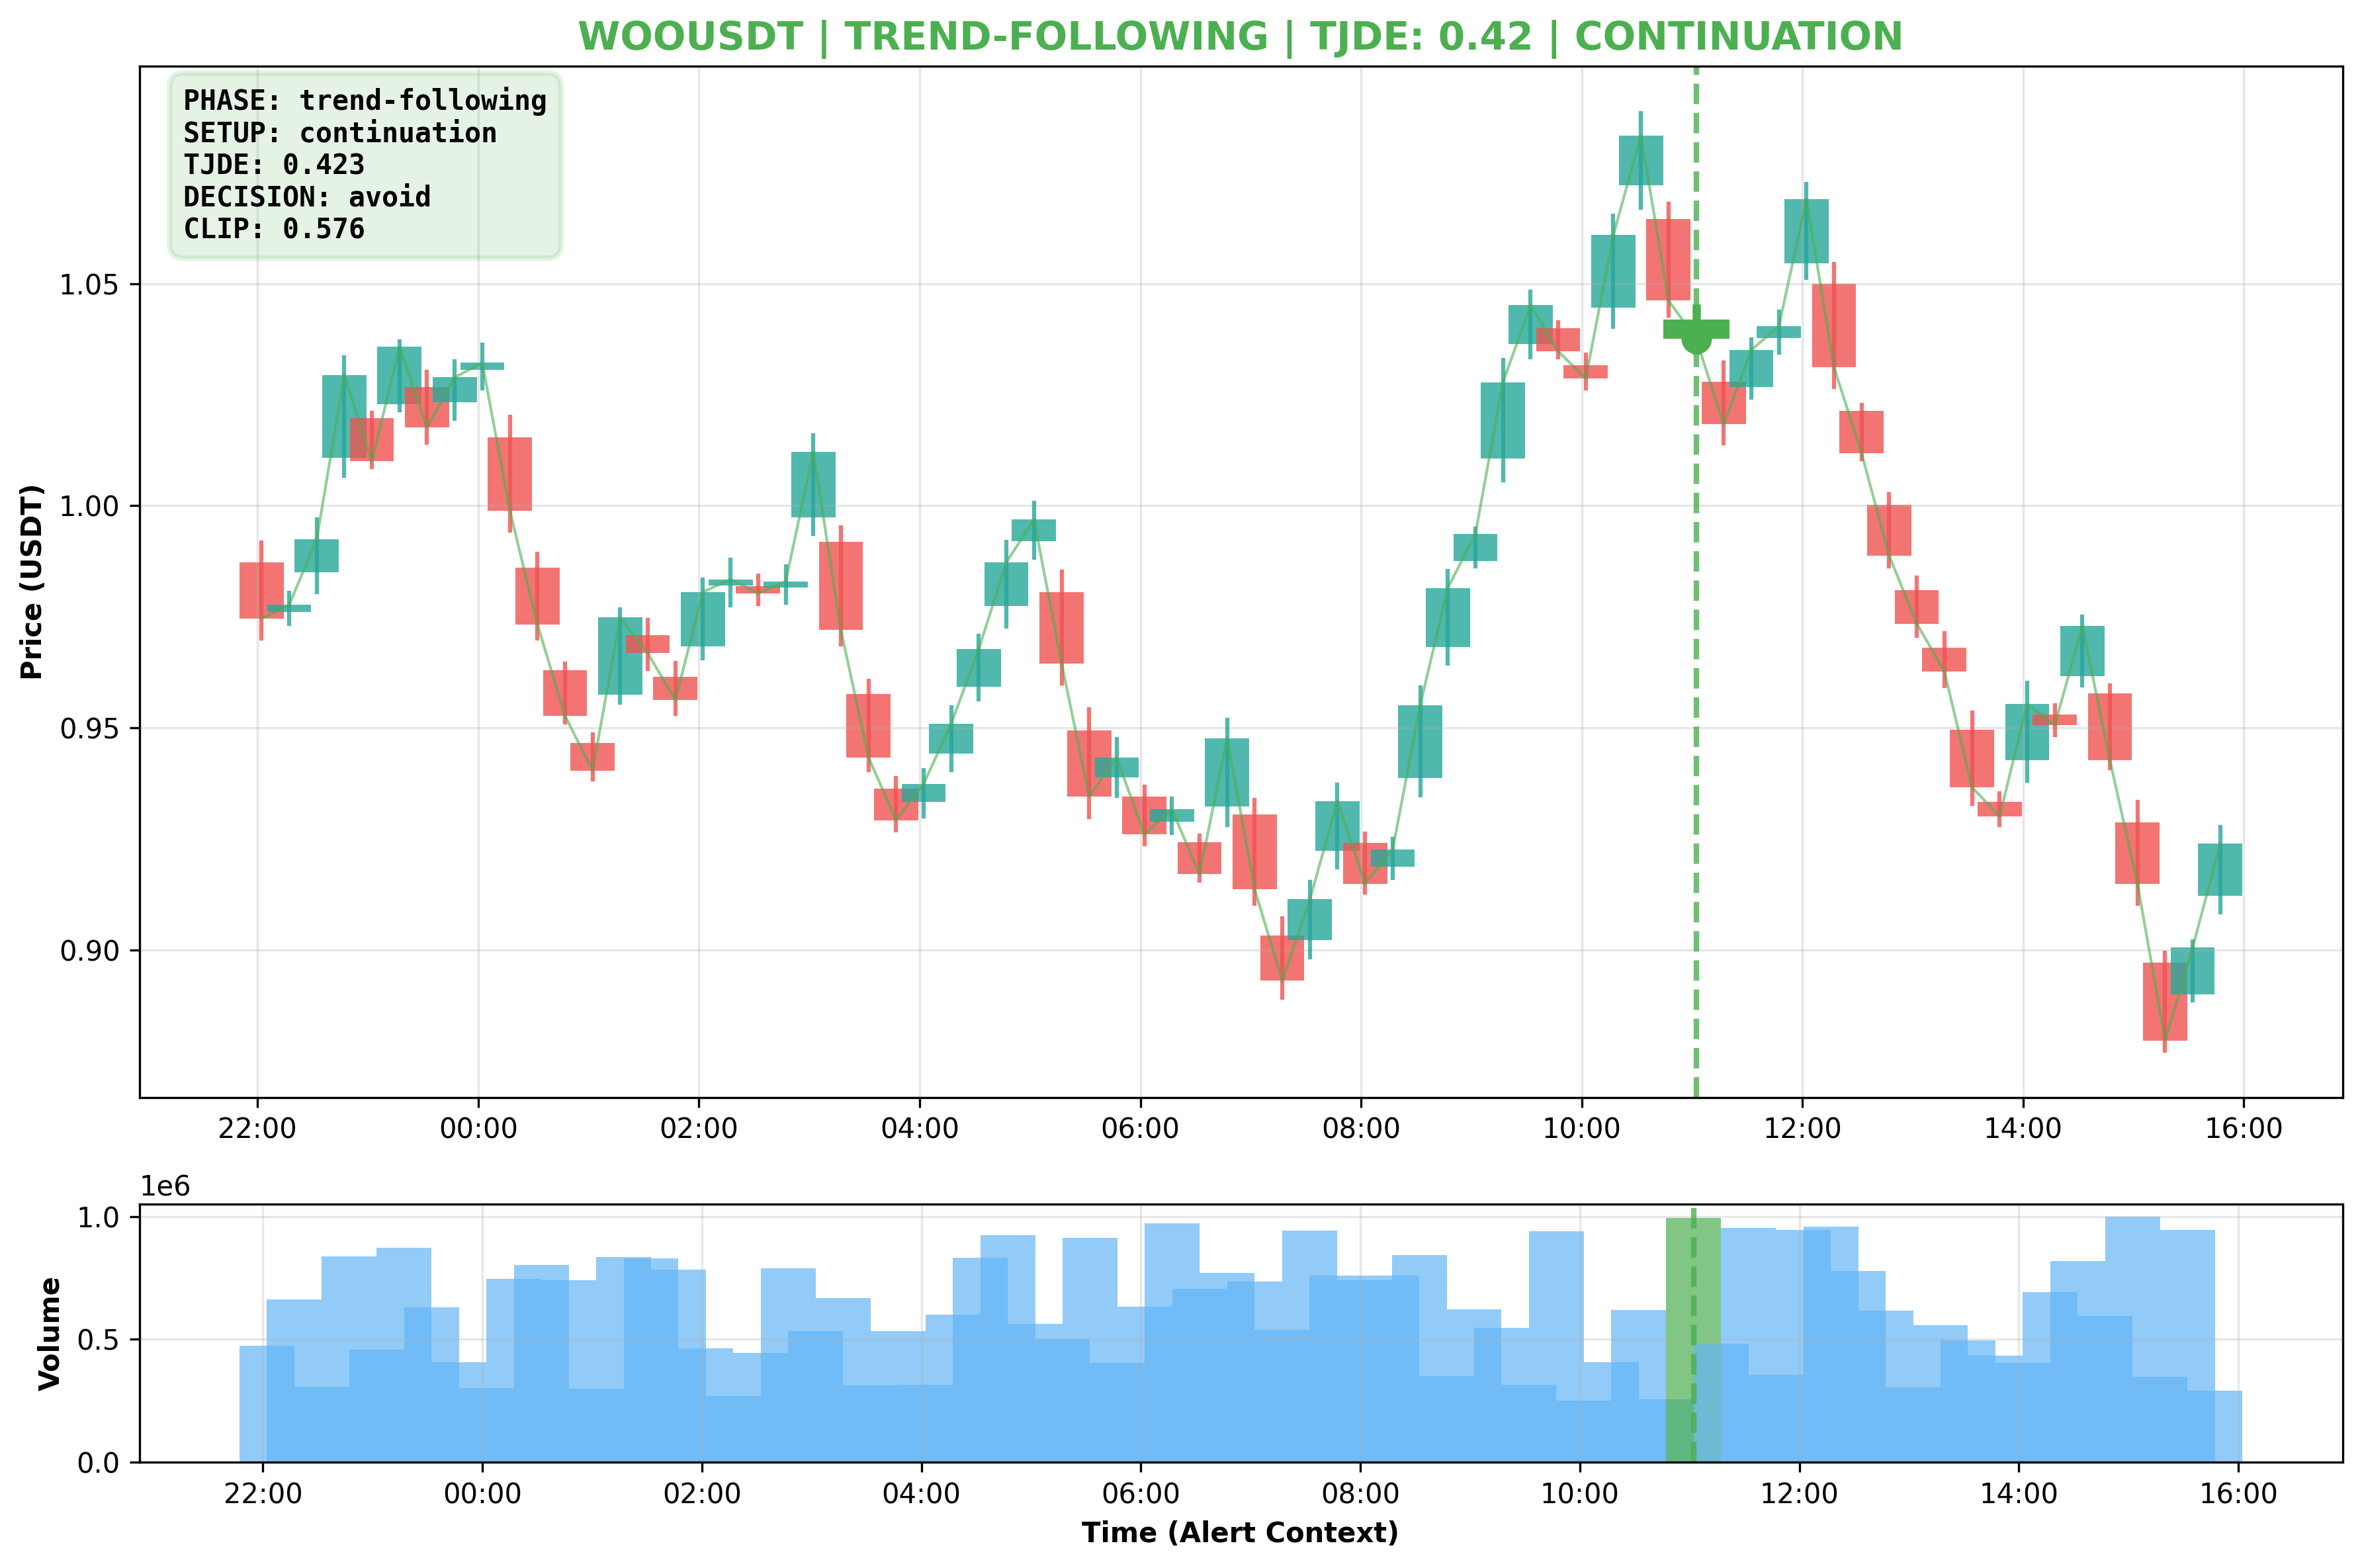 WOOUSDT | TREND-FOLLOWING | TJDE: 0.42 | CONTINUATION
PHASE: trend-following
SETUP: continuation
TJDE: 0.423
DECISION: avoid
CLIP: 0.576
Price (USDT)
1.05
1.00
0.95
0.90
22:00 00:00 02:00 04:00 06:00 08:00 10:00 12:00 14:00 16:00
1e6
Volume
1.0
0.5
0.0
22:00 00:00 02:00 04:00 06:00 08:00 10:00 12:00 14:00 16:00
Time (Alert Context)